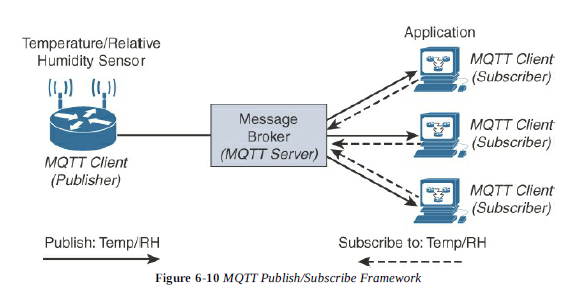 Temperature/Relative
Humidity Sensor
MQTT Client
(Publisher)
Message
Broker
(MQTT Server)
Application
MQTT Client
(Subscriber)
MQTT Client
(Subscriber)
MQTT Client
(Subscriber)
Publish: Temp/RH
Subscribe to: Temp/RH
Figure 6-10 MQTT Publish/Subscribe Framework